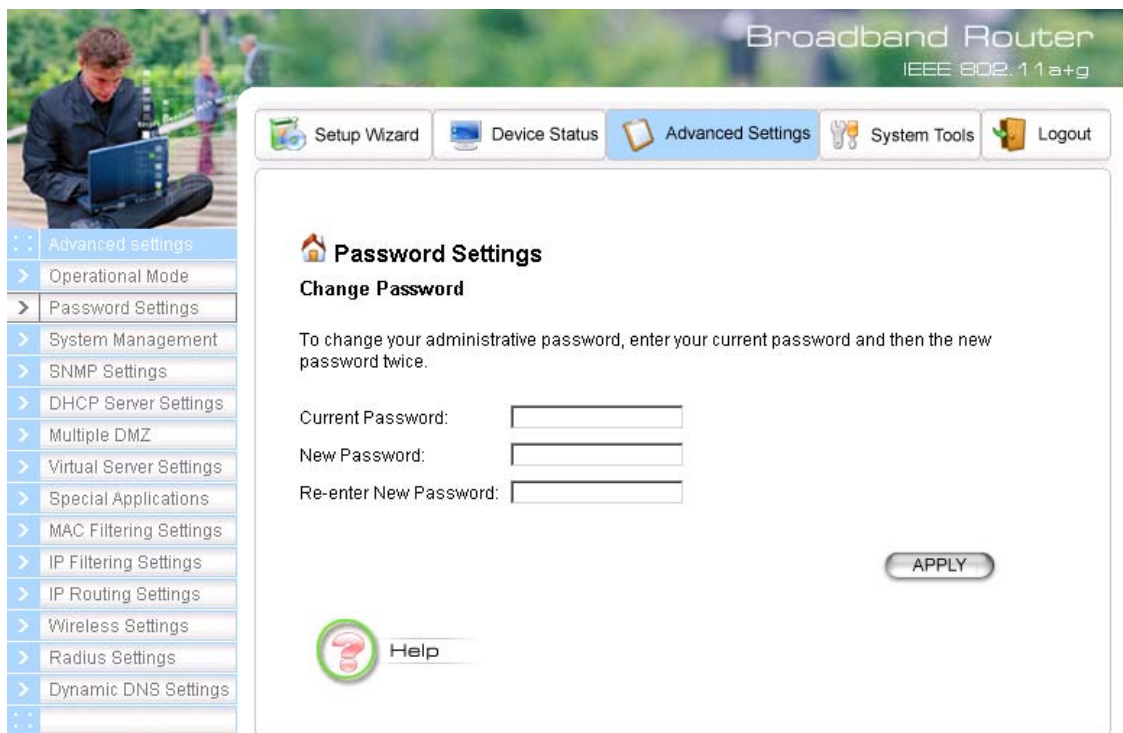 Broadband Router
IEEE 802.11a+g
Setup Wizard
Device Status
Advanced Settings
System Tools
Logout
Advanced settings
Operational Mode
Password Settings
System Management
SNMP Settings
DHCP Server Settings
Multiple DMZ
Virtual Server Settings
Special Applications
MAC Filtering Settings
IP Filtering Settings
IP Routing Settings
Wireless Settings
Radius Settings
Dynamic DNS Settings
Password Settings
Change Password
To change your administrative password, enter your current password and then the new
password twice.
Current Password:
New Password:
Re-enter New Password:
APPLY
Help